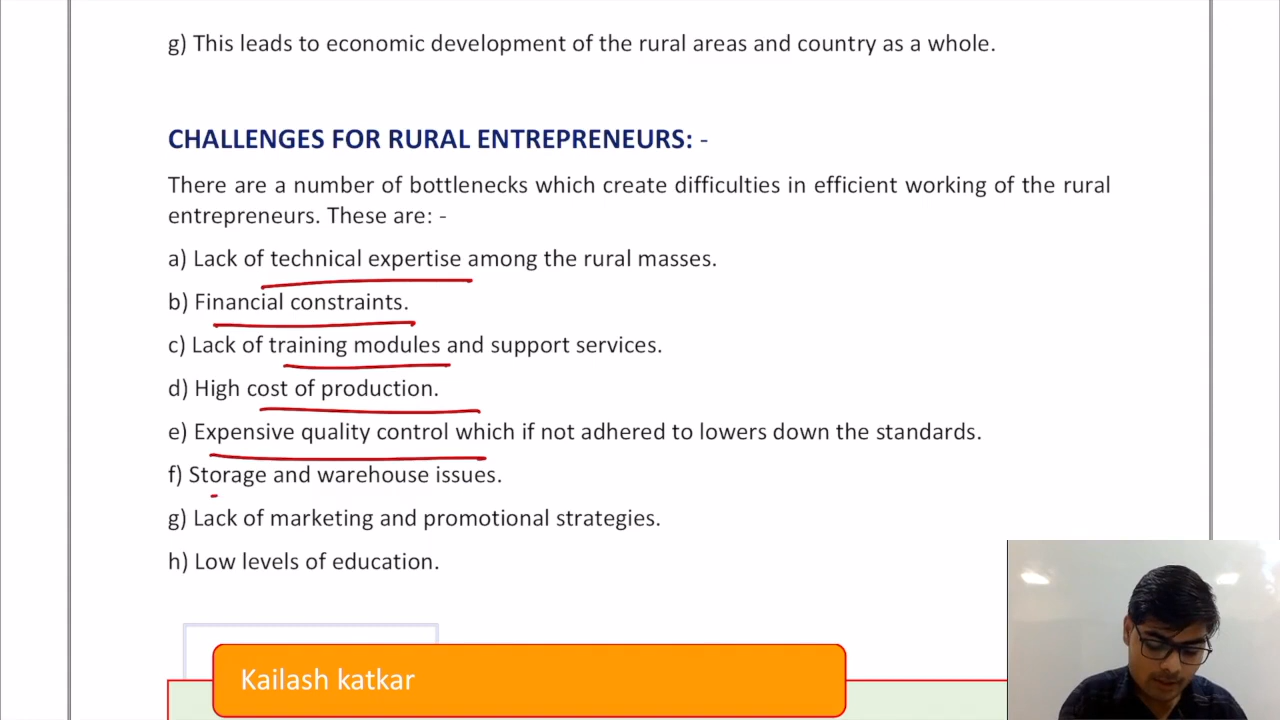 g) This leads to economic development of the rural areas and country as a whole.
CHALLENGES FOR RURAL ENTREPRENEURS: -
There are a number of bottlenecks which create difficulties in efficient working of the rural
entrepreneurs. These are: -
a) Lack of technical expertise among the rural masses.
b) Financial constraints.
c) Lack of training modules and support services.
d) High cost of production.
e) Expensive quality control which if not adhered to lowers down the standards.
f) Storage and warehouse issues.
g) Lack of marketing and promotional strategies.
h) Low levels of education.
Kailash katkar